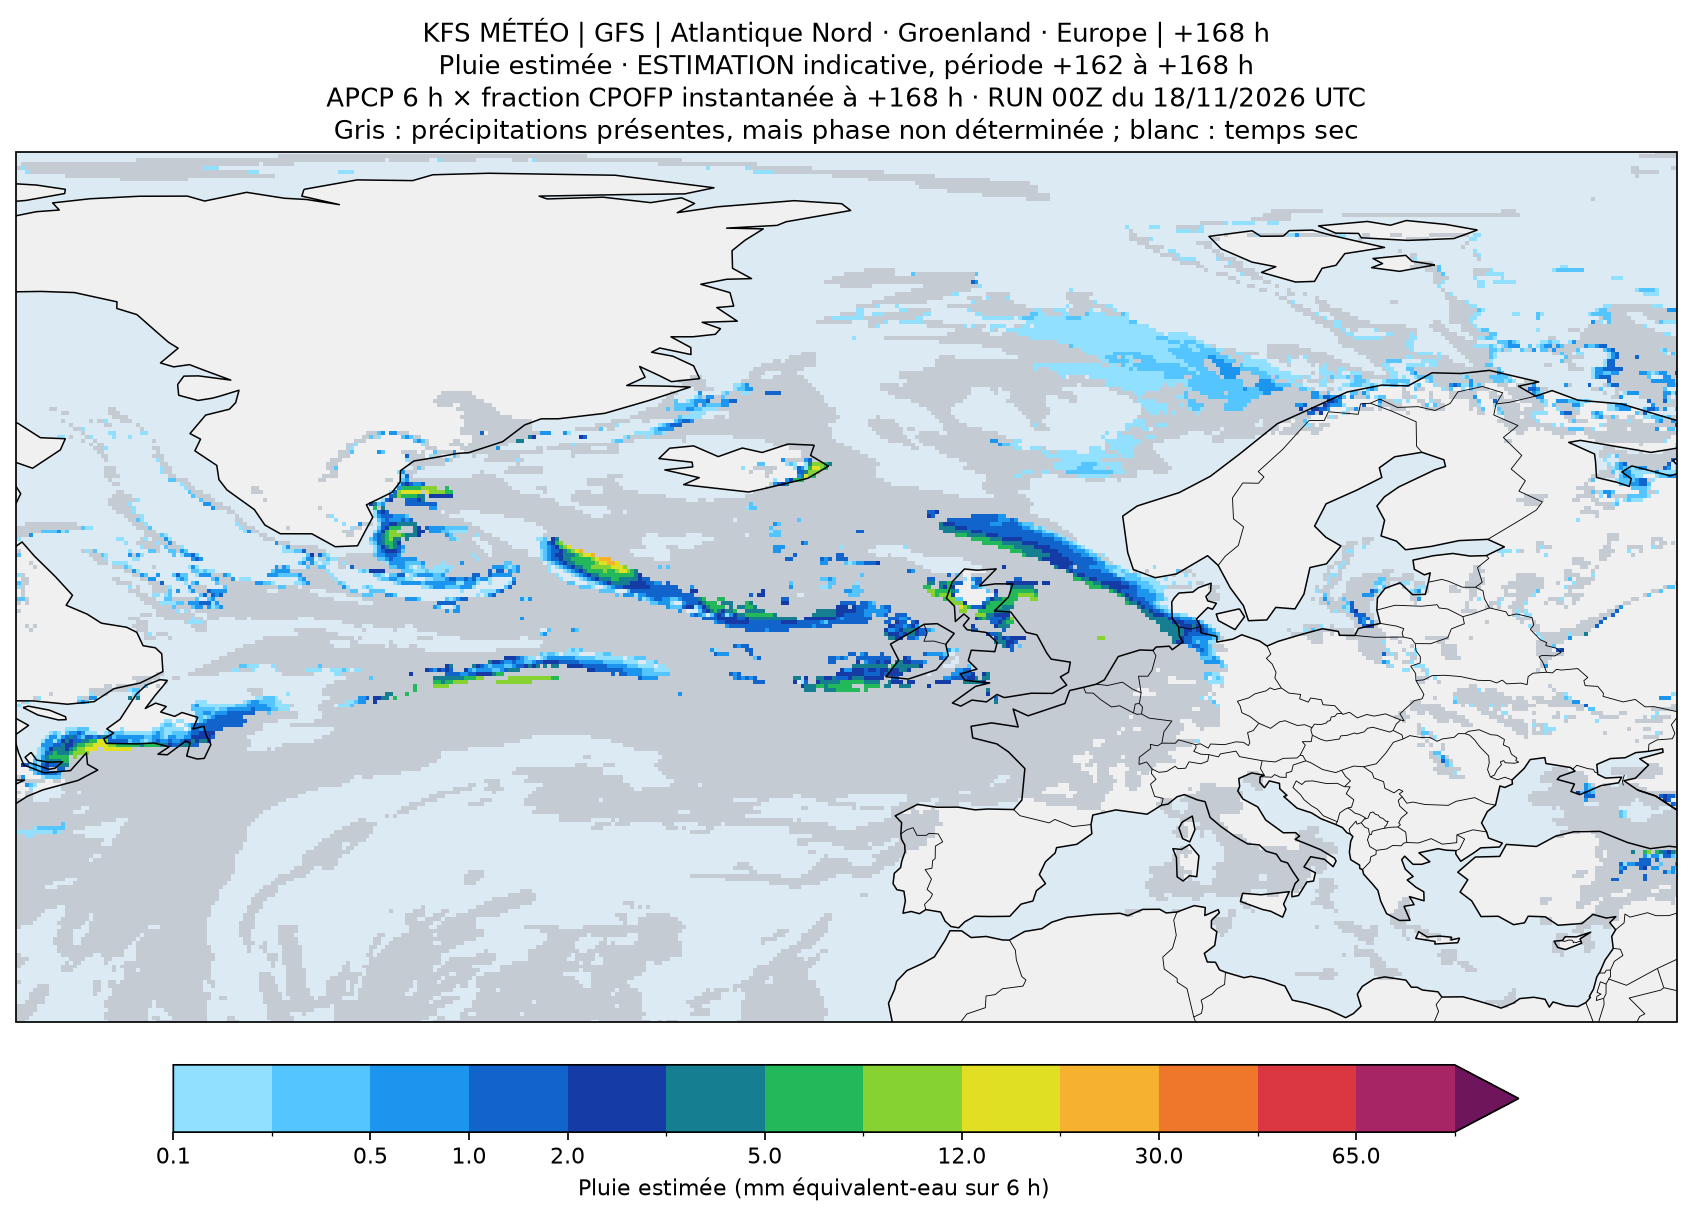 KFS MÉTÉO | GFS | Atlantique Nord · Groenland · Europe | +168 h
Pluie estimée · ESTIMATION indicative, période +162 à +168 h
APCP 6 h × fraction CPOFP instantanée à +168 h · RUN 00Z du 18/11/2026 UTC
Gris : précipitations présentes, mais phase non déterminée ; blanc : temps sec
0.1 0.5 1.0 2.0 5.0 12.0 30.0 65.0
Pluie estimée (mm équivalent-eau sur 6 h)